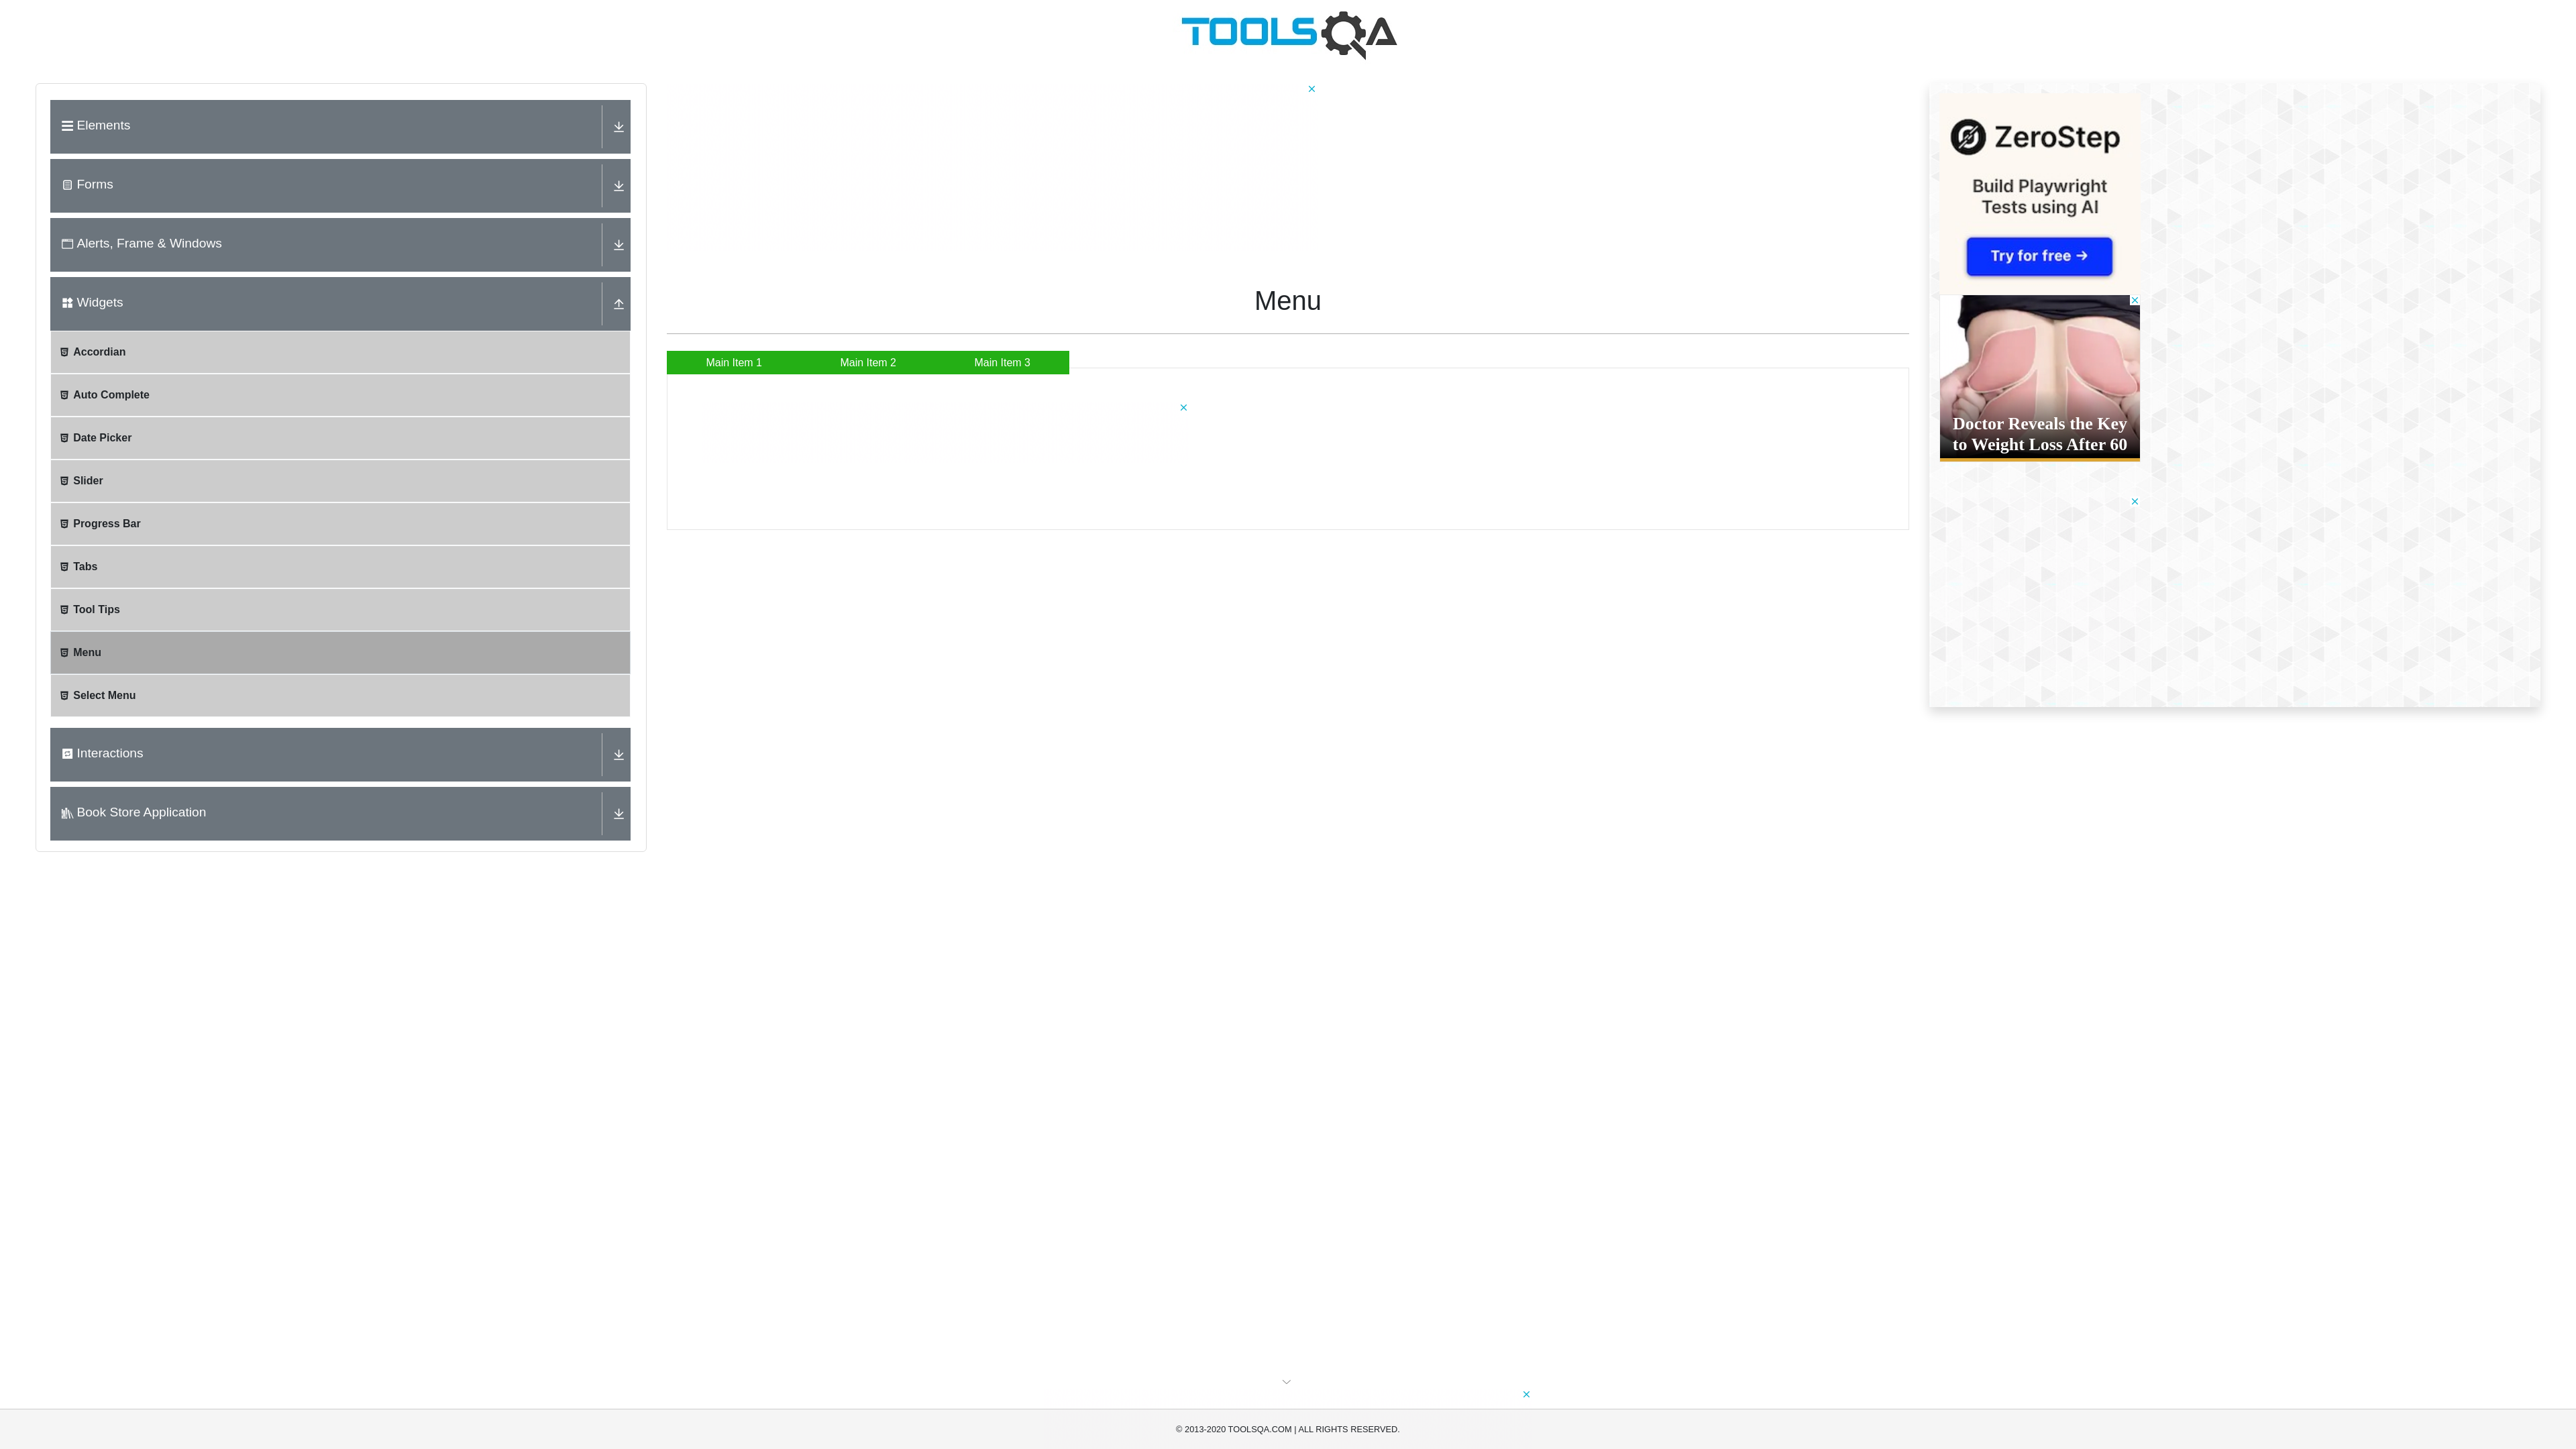 TOOLSQA
Elements
Forms
Alerts, Frame & Windows
Widgets
Accordian
Auto Complete
Date Picker
Slider
Progress Bar
Tabs
Tool Tips
Menu
Select Menu
Interactions
Book Store Application
Menu
Main Item 1
Main Item 2
Main Item 3
ZeroStep
Build Playwright
Tests using AI
Try for free →
Doctor Reveals the Key
to Weight Loss After 60
© 2013-2020 TOOLSQA.COM | ALL RIGHTS RESERVED.